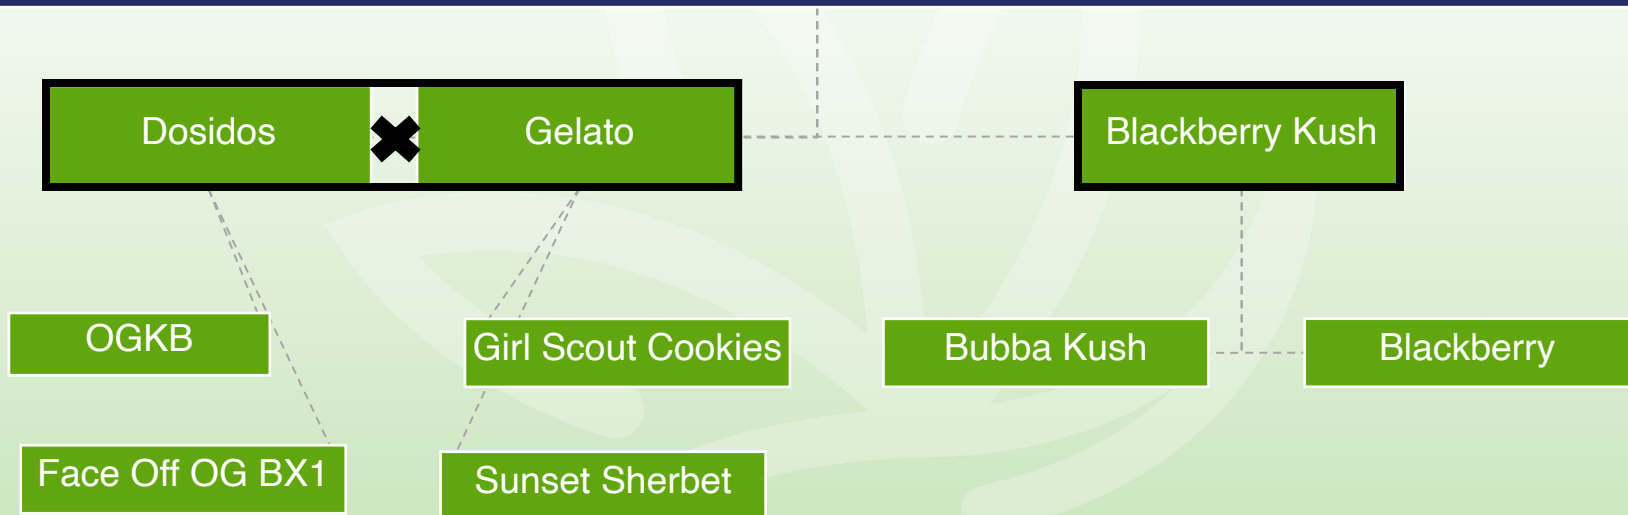 Dosidos
Gelato
Blackberry Kush
OGKB
Girl Scout Cookies
Bubba Kush
Blackberry
Face Off OG BX1
Sunset Sherbet